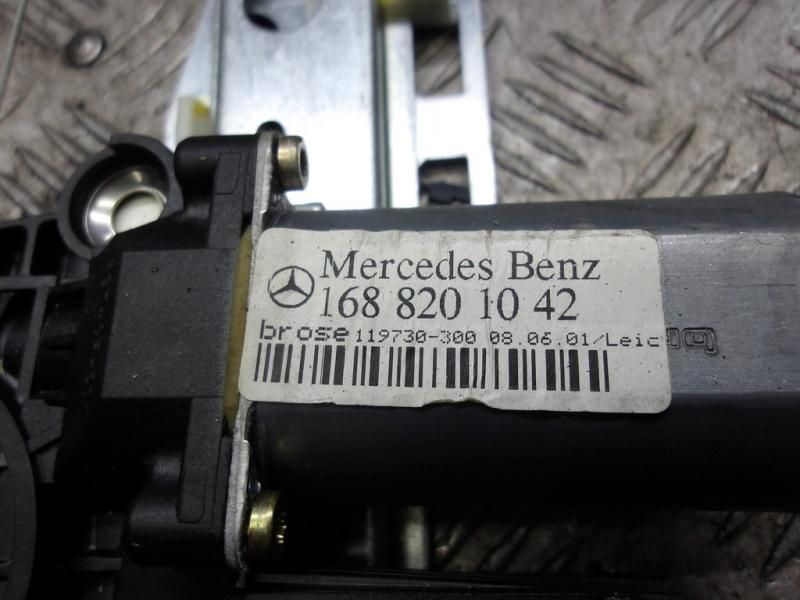 Mercedes Benz
168 820 10 42
brose 119730-300 08.06.01/Leic